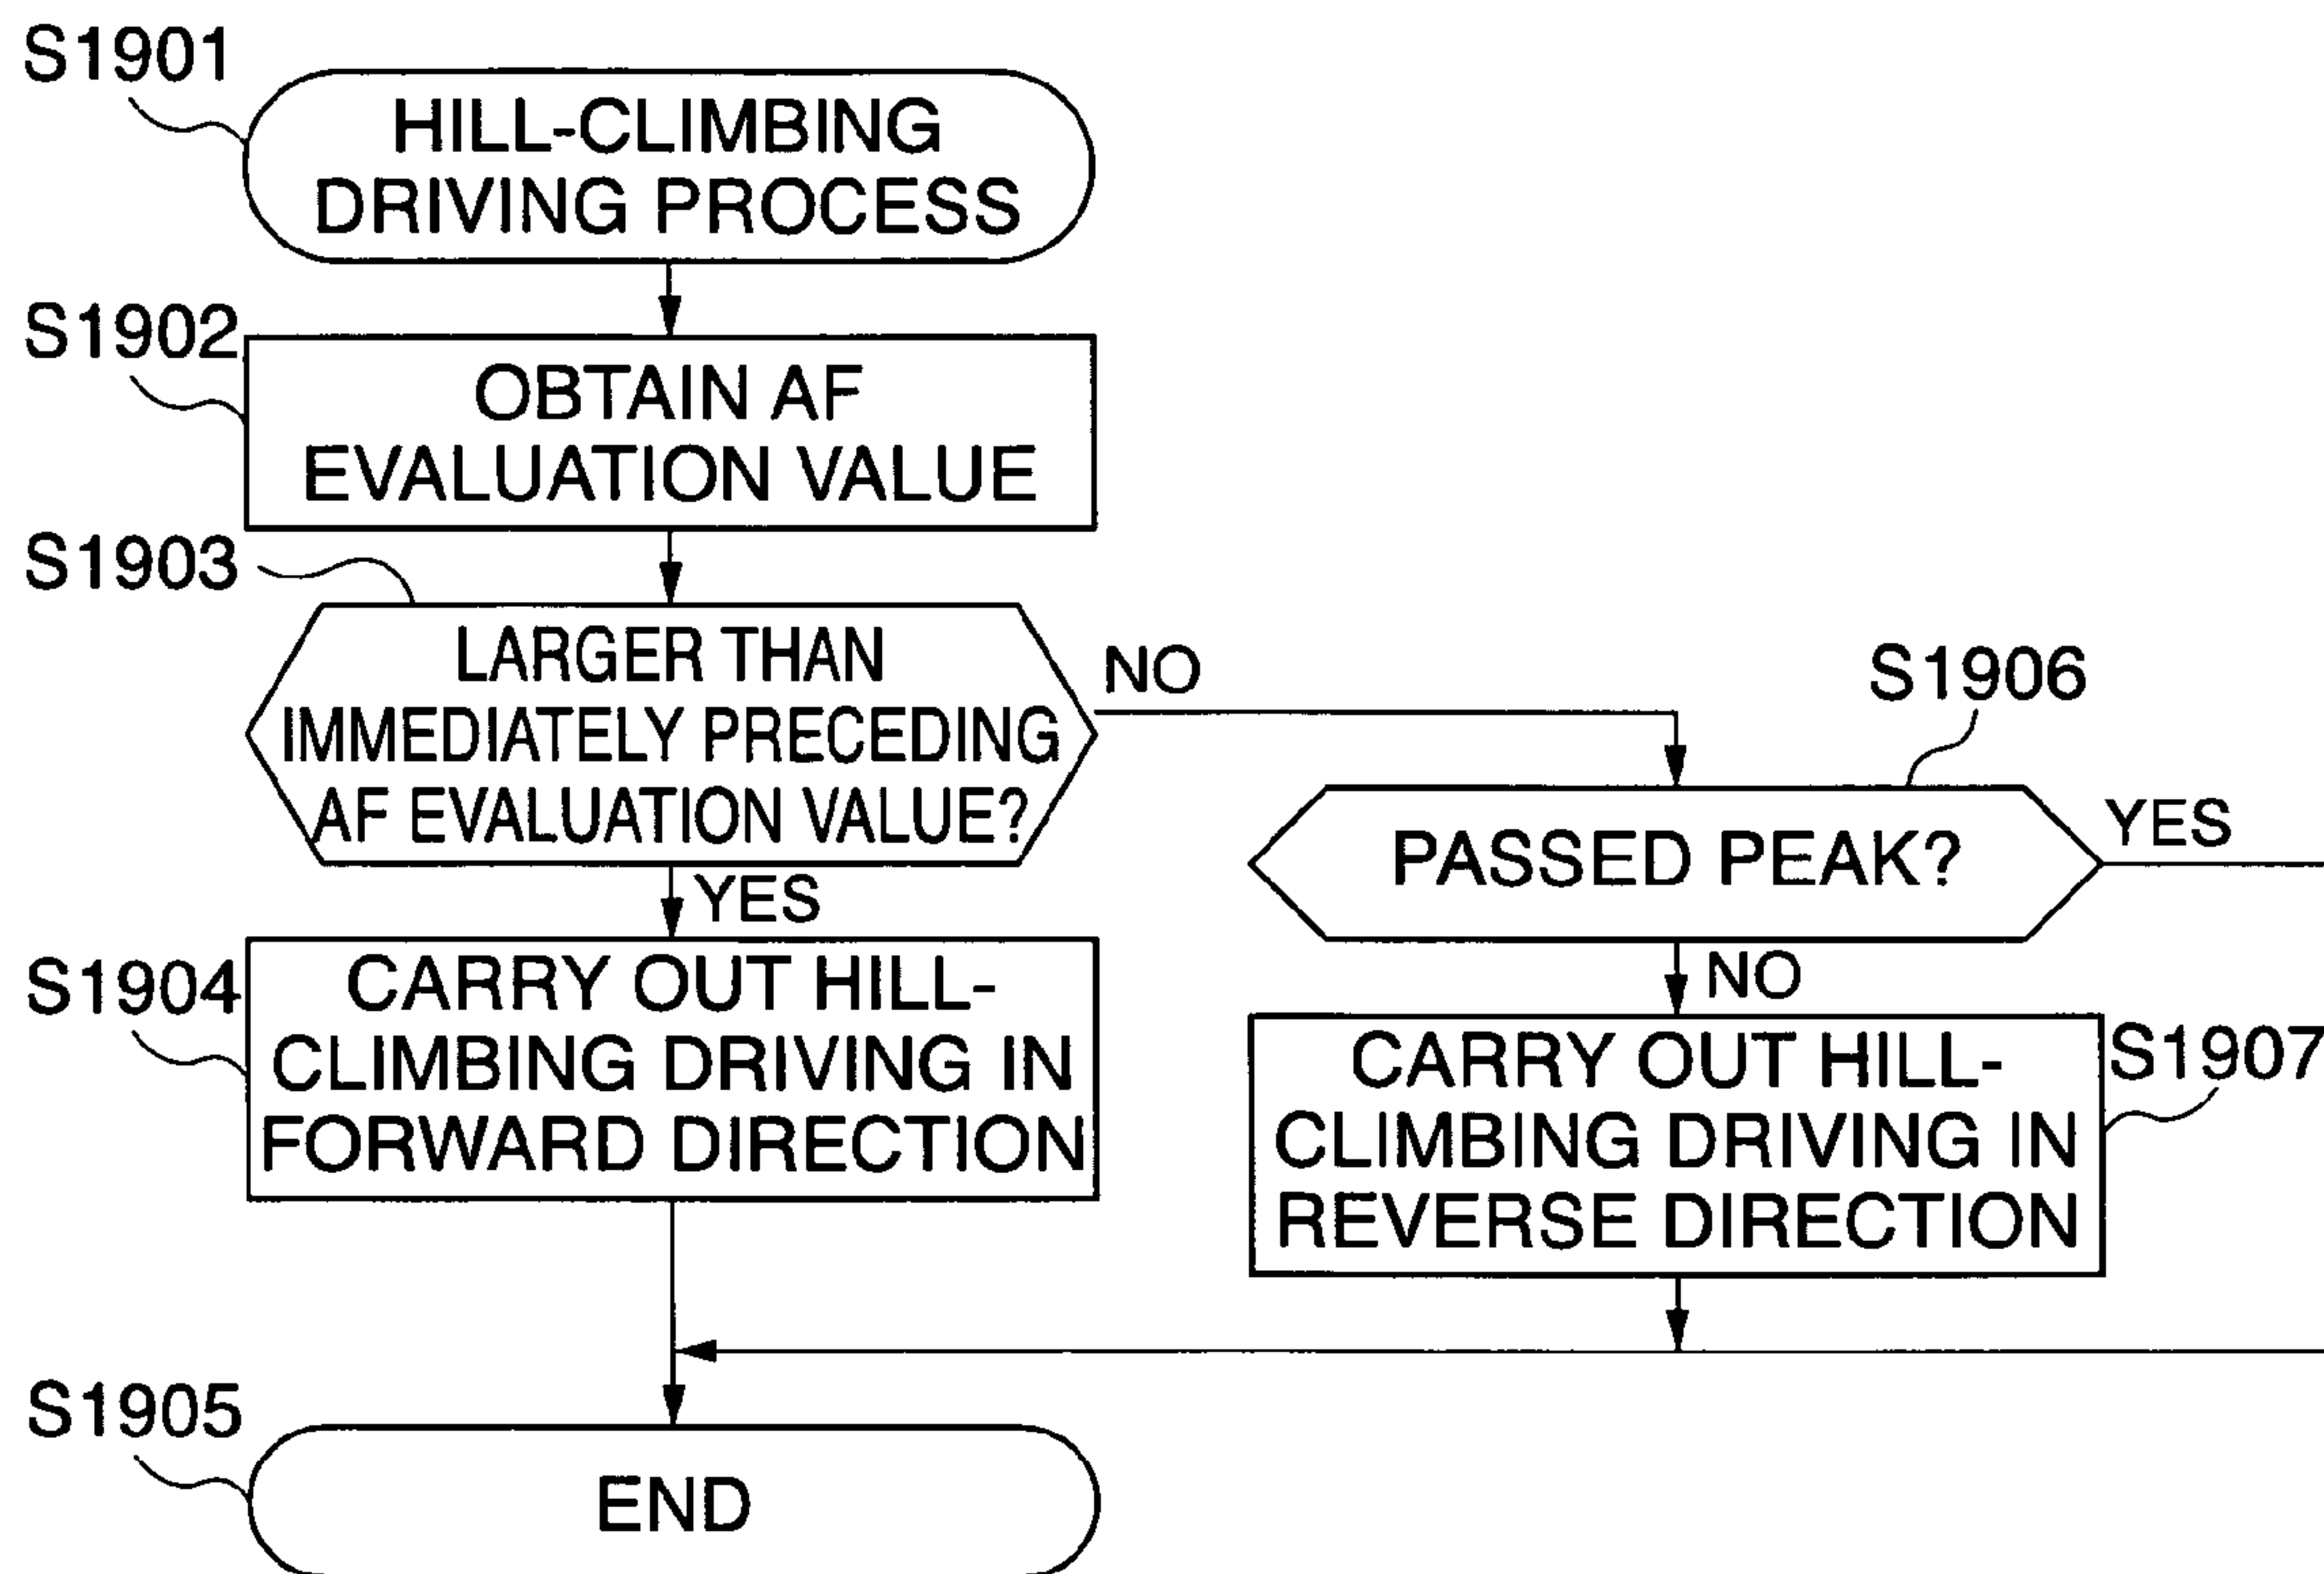 S1901
HILL-CLIMBING
DRIVING PROCESS
S1902
OBTAIN AF
EVALUATION VALUE
S1903
LARGER THAN
IMMEDIATELY PRECEDING
AF EVALUATION VALUE?
NO
YES
S1906
PASSED PEAK?
YES
NO
S1904
CARRY OUT HILL-
CLIMBING DRIVING IN
FORWARD DIRECTION
S1907
CARRY OUT HILL-
CLIMBING DRIVING IN
REVERSE DIRECTION
S1905
END